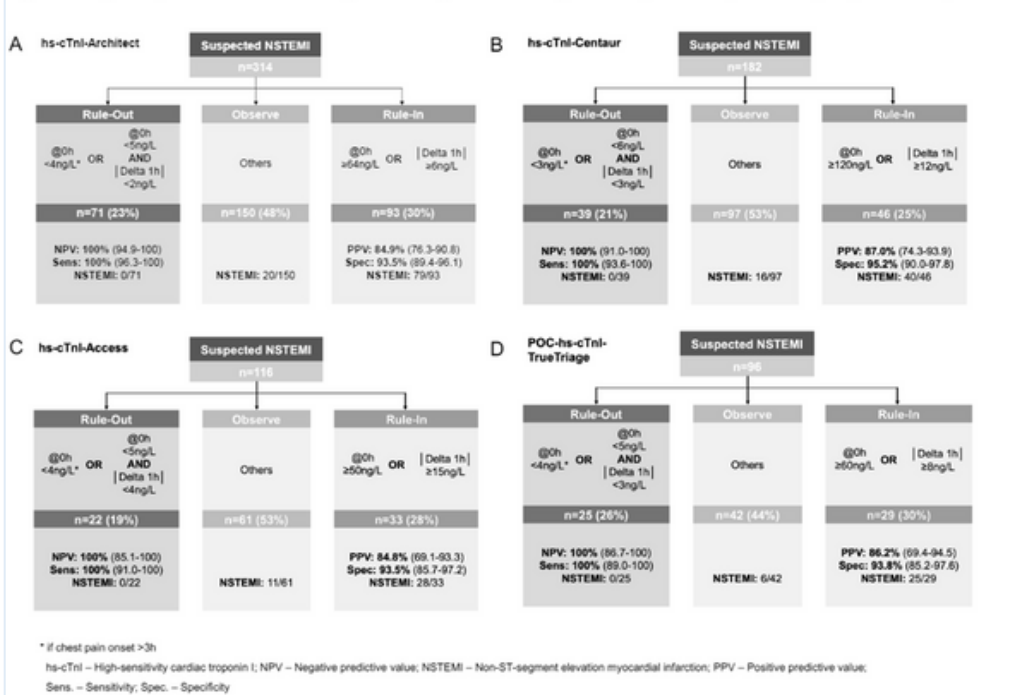 A hs-cTnI-Architect
Suspected NSTEMI
n=314
Rule-Out
@0h
<4ng/L*
OR
@0h
<5ng/L
AND
|Delta 1h|
<2ng/L
n=71 (23%)
NPV: 100% (94.9-100)
Sens: 100% (96.3-100)
NSTEMI: 0/71
Observe
Others
n=150 (48%)
NSTEMI: 20/150
Rule-In
@0h
≥64ng/L
OR
|Delta 1h|
≥6ng/L
n=93 (30%)
PPV: 84.9% (76.3-90.8)
Spec: 93.5% (89.4-96.1)
NSTEMI: 79/93
B hs-cTnI-Centaur
Suspected NSTEMI
n=182
Rule-Out
@0h
<3ng/L*
OR
@0h
<6ng/L
AND
|Delta 1h|
<3ng/L
n=39 (21%)
NPV: 100% (91.0-100)
Sens: 100% (93.6-100)
NSTEMI: 0/39
Observe
Others
n=97 (53%)
NSTEMI: 16/97
Rule-In
@0h
≥120ng/L
OR
|Delta 1h|
≥12ng/L
n=46 (25%)
PPV: 87.0% (74.3-93.9)
Spec: 95.2% (90.0-97.8)
NSTEMI: 40/46
C hs-cTnI-Access
Suspected NSTEMI
n=116
Rule-Out
@0h
<4ng/L*
OR
@0h
<5ng/L
AND
|Delta 1h|
<4ng/L
n=22 (19%)
NPV: 100% (85.1-100)
Sens: 100% (91.0-100)
NSTEMI: 0/22
Observe
Others
n=61 (53%)
NSTEMI: 11/61
Rule-In
@0h
≥50ng/L
OR
|Delta 1h|
≥15ng/L
n=33 (28%)
PPV: 84.8% (69.1-93.3)
Spec: 93.5% (85.7-97.2)
NSTEMI: 28/33
D POC-hs-cTnI-
TrueTriage
Suspected NSTEMI
n=96
Rule-Out
@0h
<4ng/L*
OR
@0h
<5ng/L
AND
|Delta 1h|
<3ng/L
n=25 (26%)
NPV: 100% (86.7-100)
Sens: 100% (89.0-100)
NSTEMI: 0/25
Observe
Others
n=42 (44%)
NSTEMI: 6/42
Rule-In
@0h
≥60ng/L
OR
|Delta 1h|
≥8ng/L
n=29 (30%)
PPV: 86.2% (69.4-94.5)
Spec: 93.8% (85.2-97.6)
NSTEMI: 25/29
* if chest pain onset >3h
hs-cTnI – High-sensitivity cardiac troponin I; NPV – Negative predictive value; NSTEMI – Non-ST-segment elevation myocardial infarction; PPV – Positive predictive value;
Sens. – Sensitivity; Spec. – Specificity